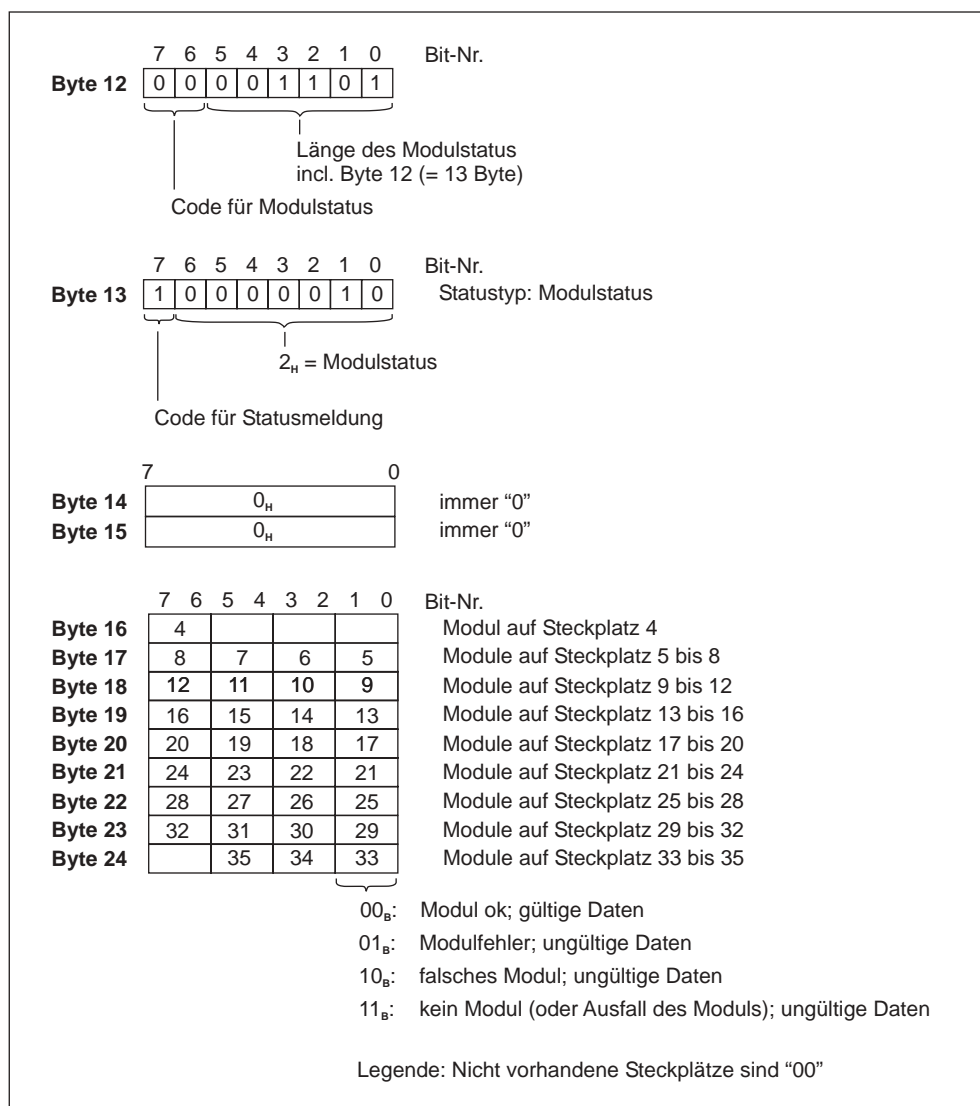 7 6 5 4 3 2 1 0 Bit-Nr.
Byte 12 0 0 0 0 1 1 0 1
Länge des Modulstatus
incl. Byte 12 (= 13 Byte)
Code für Modulstatus
7 6 5 4 3 2 1 0 Bit-Nr.
Byte 13 1 0 0 0 0 0 1 0 Statustyp: Modulstatus
2H = Modulstatus
Code für Statusmeldung
7 0
Byte 14 0H immer “0”
Byte 15 0H immer “0”
7 6 5 4 3 2 1 0 Bit-Nr.
Byte 16 4 Modul auf Steckplatz 4
Byte 17 8 7 6 5 Module auf Steckplatz 5 bis 8
Byte 18 12 11 10 9 Module auf Steckplatz 9 bis 12
Byte 19 16 15 14 13 Module auf Steckplatz 13 bis 16
Byte 20 20 19 18 17 Module auf Steckplatz 17 bis 20
Byte 21 24 23 22 21 Module auf Steckplatz 21 bis 24
Byte 22 28 27 26 25 Module auf Steckplatz 25 bis 28
Byte 23 32 31 30 29 Module auf Steckplatz 29 bis 32
Byte 24 35 34 33 Module auf Steckplatz 33 bis 35
00B: Modul ok; gültige Daten
01B: Modulfehler; ungültige Daten
10B: falsches Modul; ungültige Daten
11B: kein Modul (oder Ausfall des Moduls); ungültige Daten
Legende: Nicht vorhandene Steckplätze sind “00”